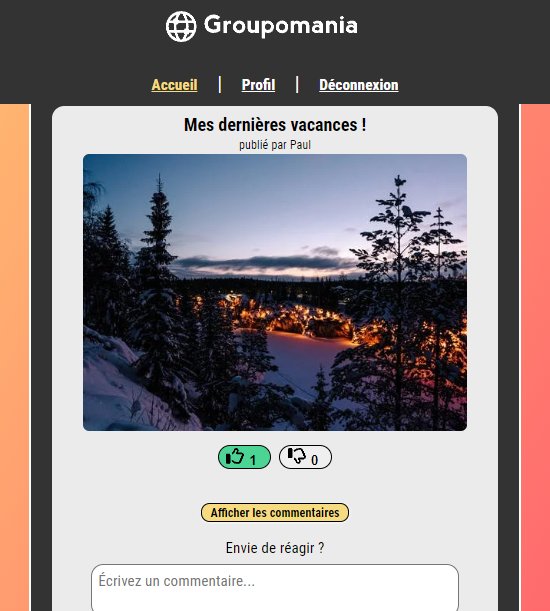 Groupomania
Accueil | Profil | Déconnexion
Mes dernières vacances !
publié par Paul
1 0
Afficher les commentaires
Envie de réagir ?
Écrivez un commentaire...